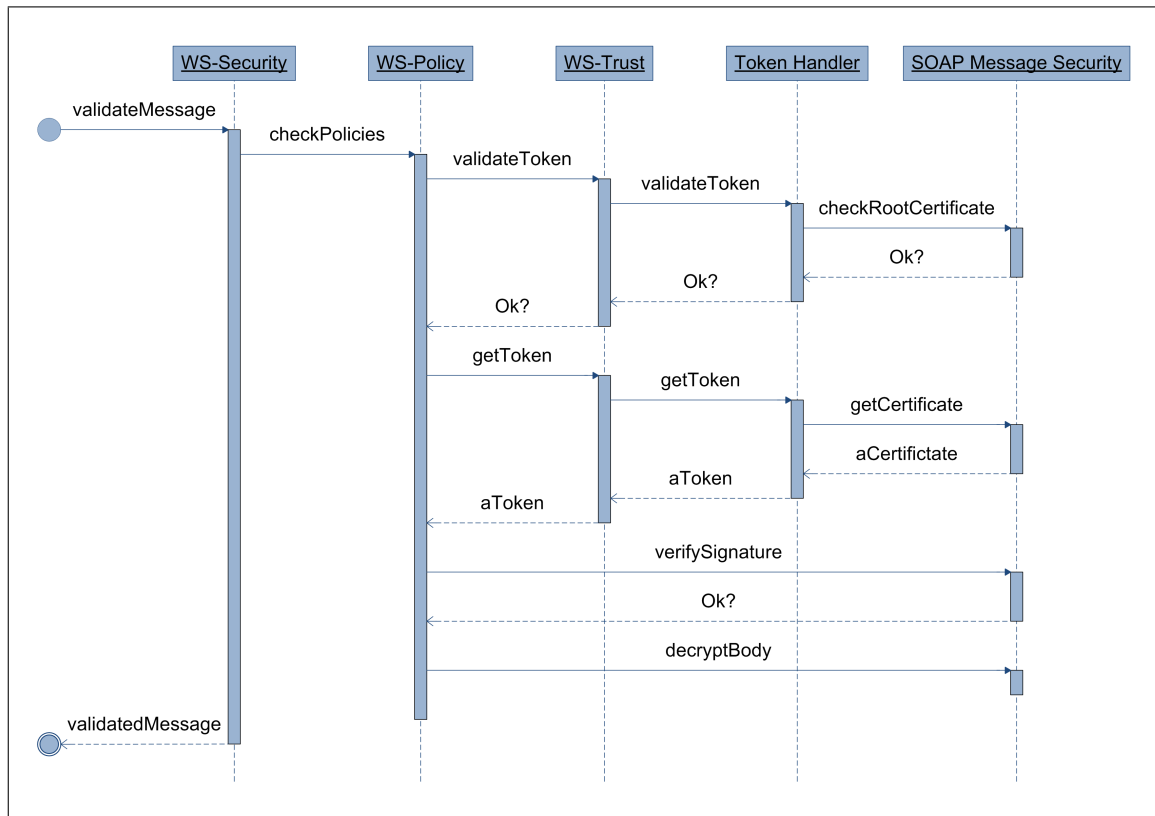 WS-Security
WS-Policy
WS-Trust
Token Handler
SOAP Message Security
validateMessage
checkPolicies
validateToken
validateToken
checkRootCertificate
Ok?
Ok?
Ok?
getToken
getToken
getCertificate
aCertifictate
aToken
aToken
verifySignature
Ok?
decryptBody
validatedMessage